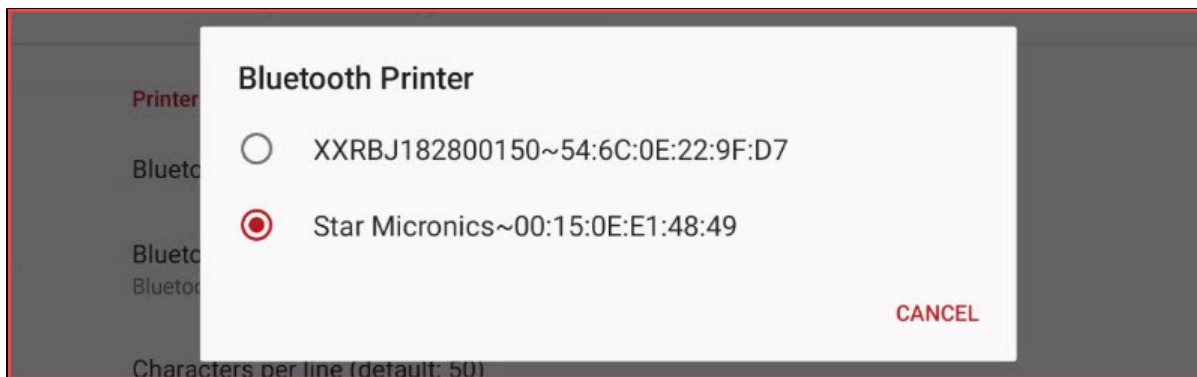 Bluetooth Printer
Printer
XXRBJ182800150~54:6C:0E:22:9F:D7
Blueto
Star Micronics~00:15:0E:E1:48:49
Blueto
Bluetoo
CANCEL
Characters per line (default: 50)